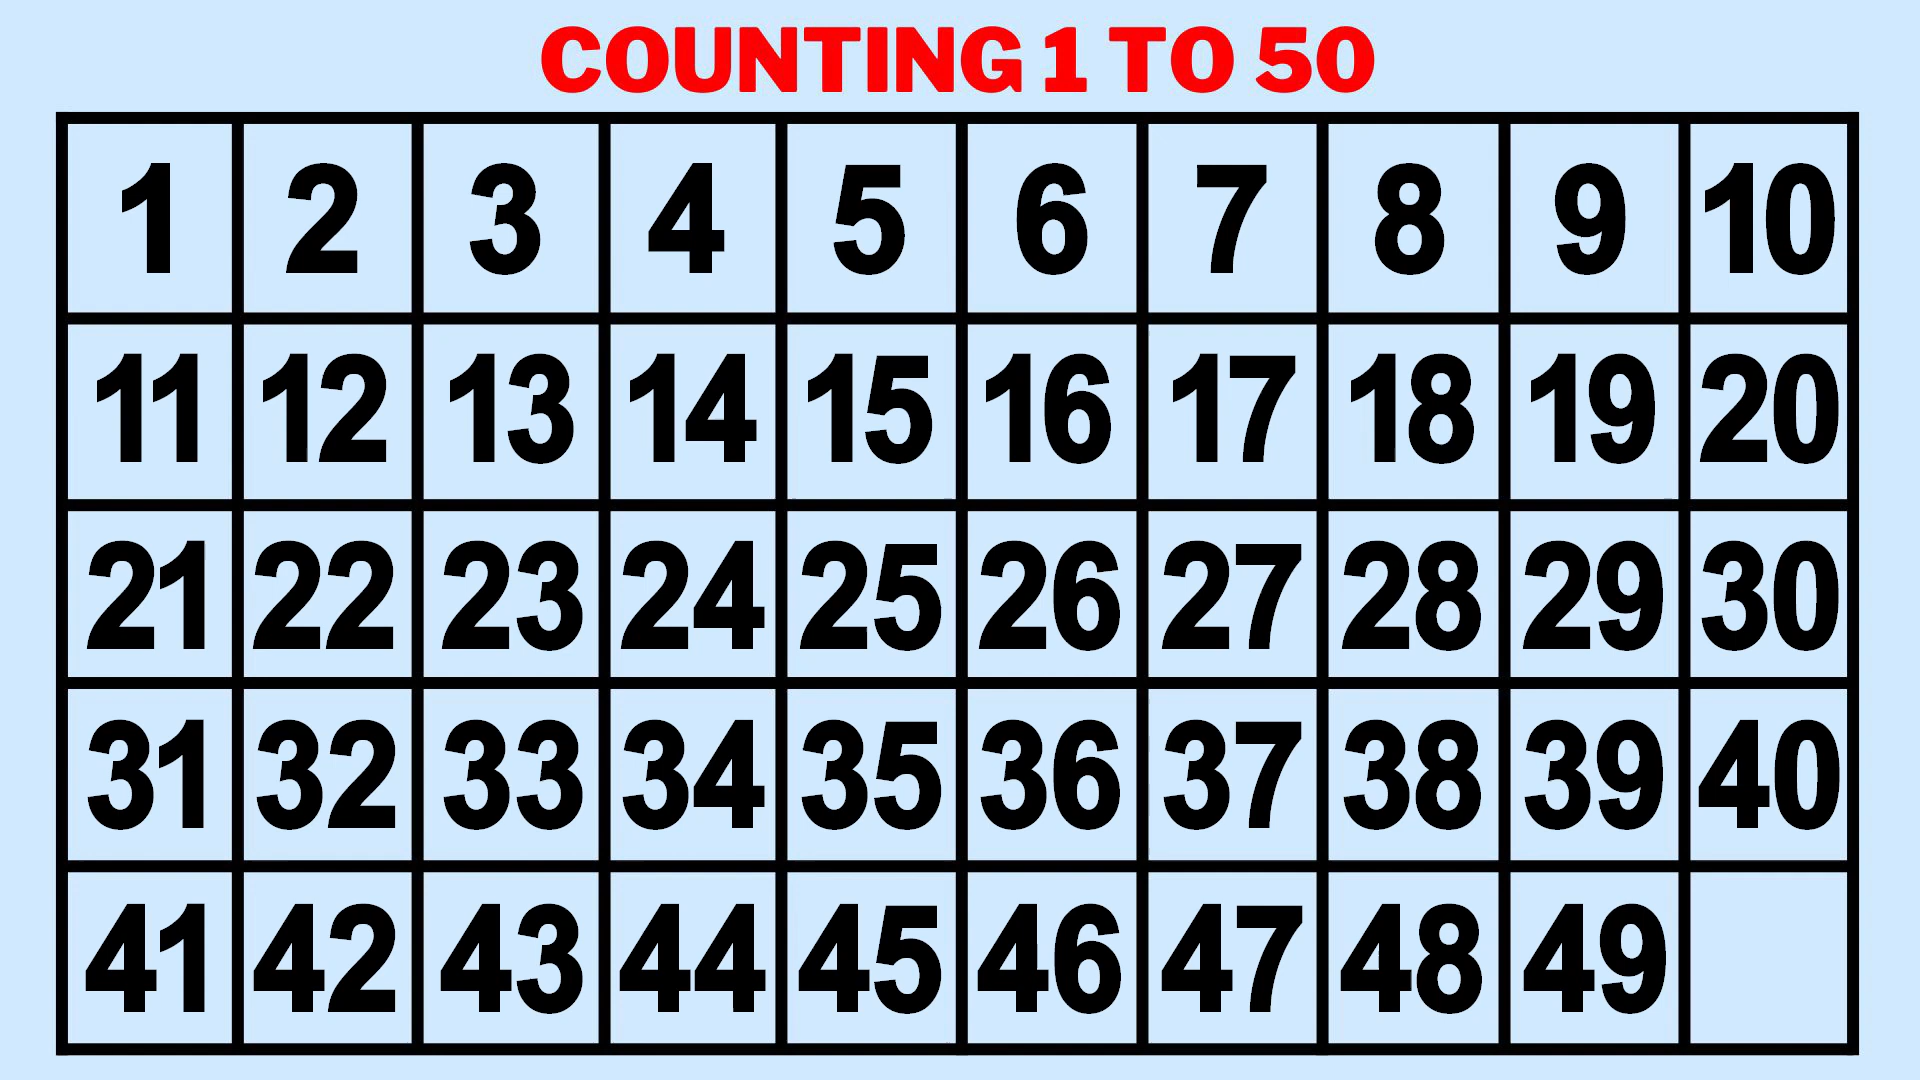 COUNTING 1 TO 50
1 2 3 4 5 6 7 8 9 10
11 12 13 14 15 16 17 18 19 20
21 22 23 24 25 26 27 28 29 30
31 32 33 34 35 36 37 38 39 40
41 42 43 44 45 46 47 48 49